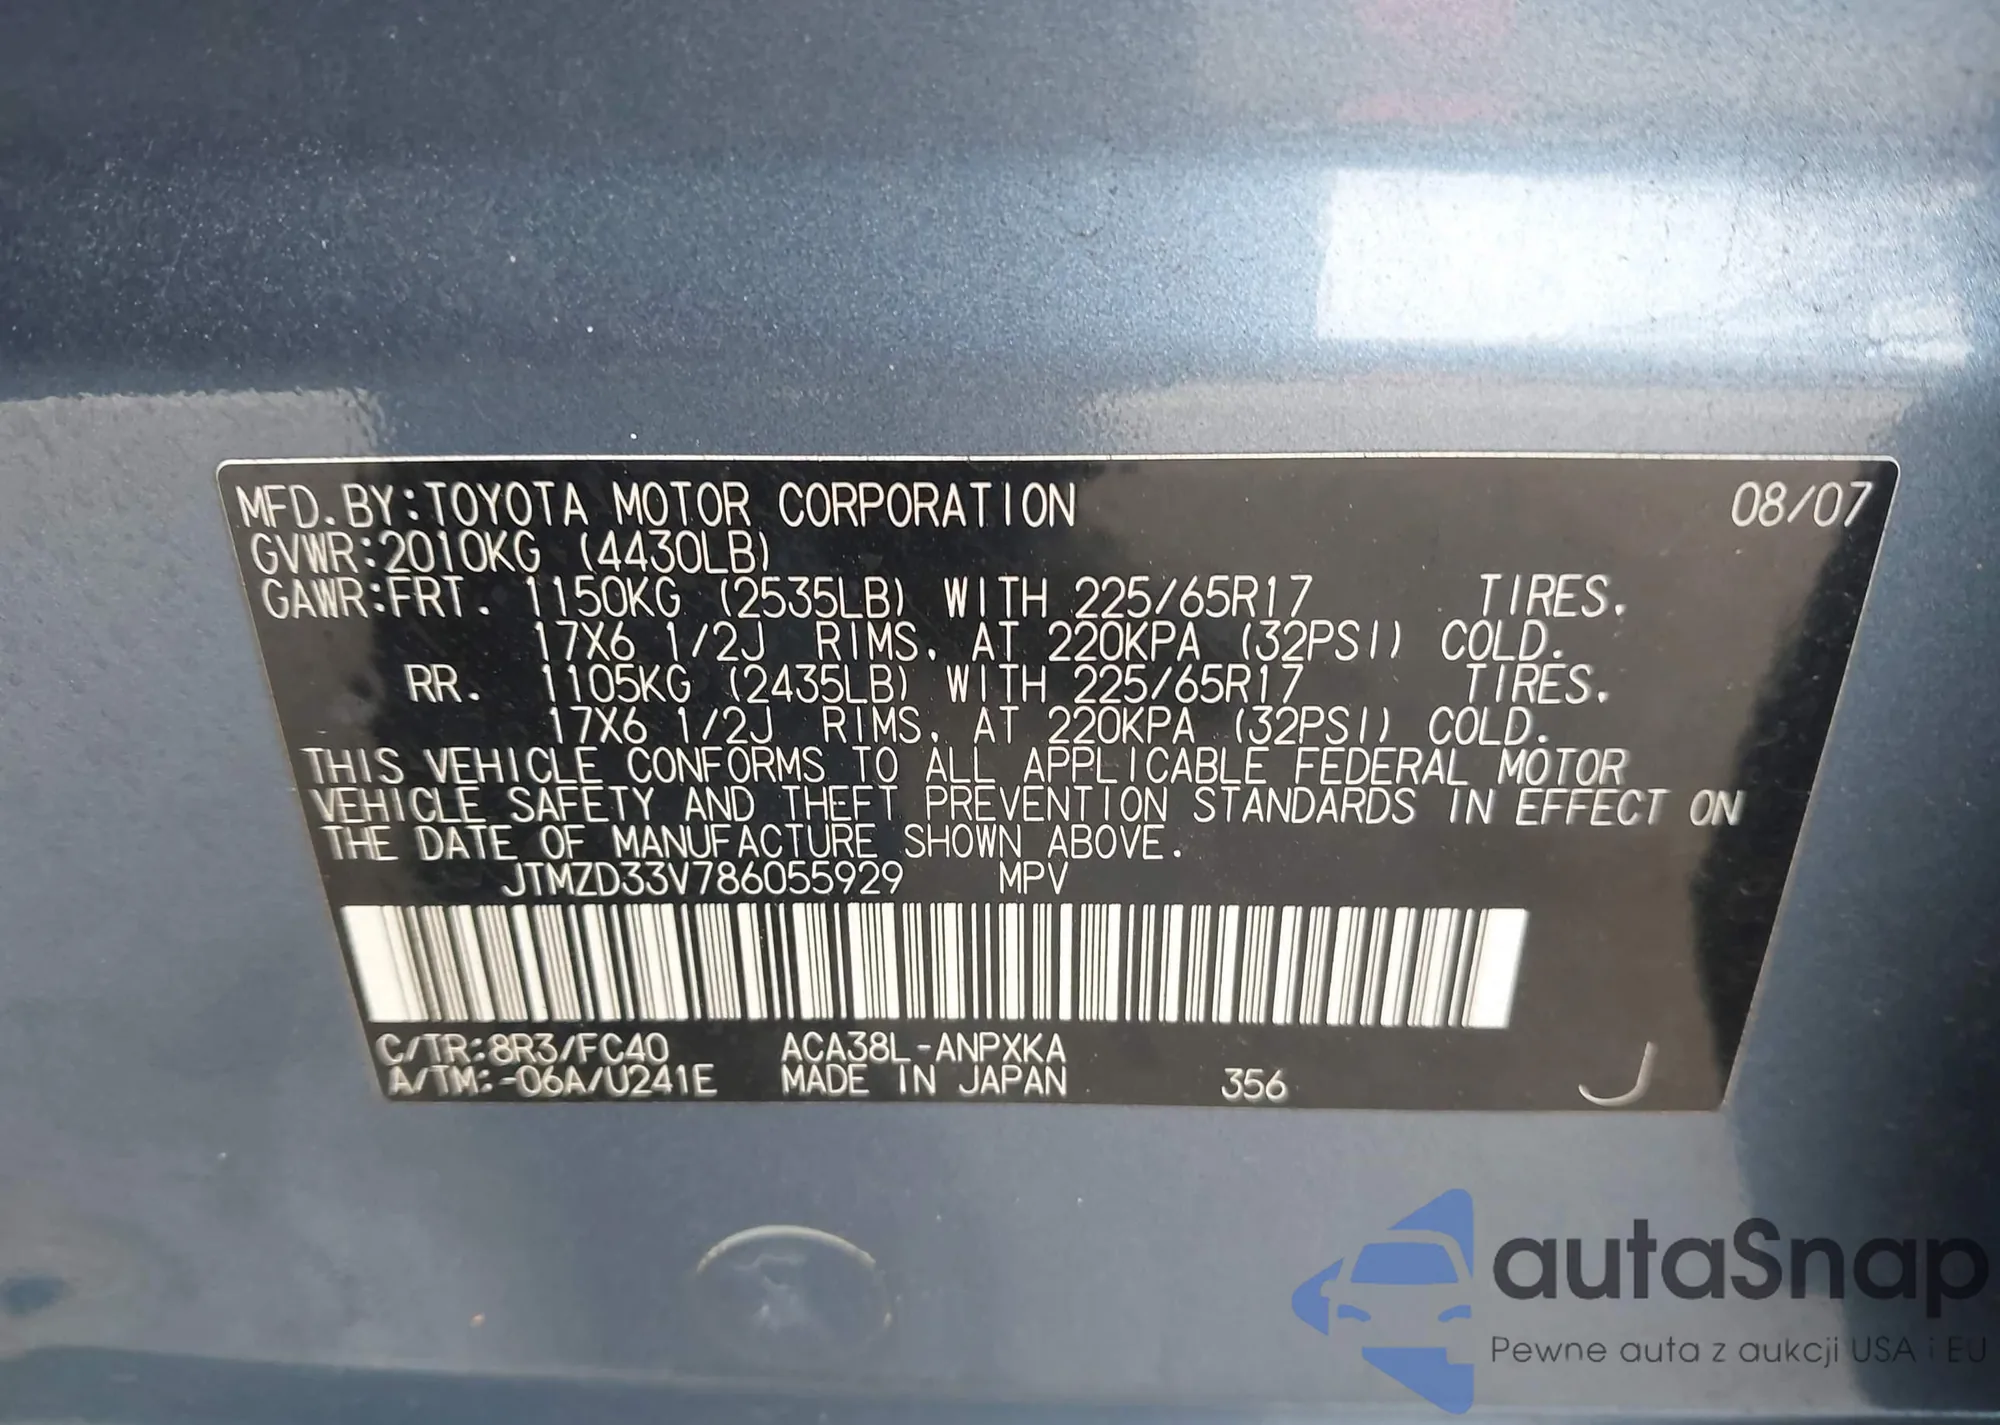 MFD. BY:TOYOTA MOTOR CORPORATION 08/07
GVWR:2010KG (4430LB)
GAWR:FRT. 1150KG (2535LB) WITH 225/65R17 TIRES.
17X6 1/2J RIMS, AT 220KPA (32PSI) COLD.
RR. 1105KG (2435LB) WITH 225/65R17 TIRES.
17X6 1/2J RIMS, AT 220KPA (32PSI) COLD.
THIS VEHICLE CONFORMS TO ALL APPLICABLE FEDERAL MOTOR
VEHICLE SAFETY AND THEFT PREVENTION STANDARDS IN EFFECT ON
THE DATE OF MANUFACTURE SHOWN ABOVE.
JTMZD33V786055929 MPV
C/TR:8R3/FC40 ACA38L-ANPXKA
A/TM:-06A/U241E MADE IN JAPAN 356 J
autaSnap
Pewne auta z aukcji USA i EU